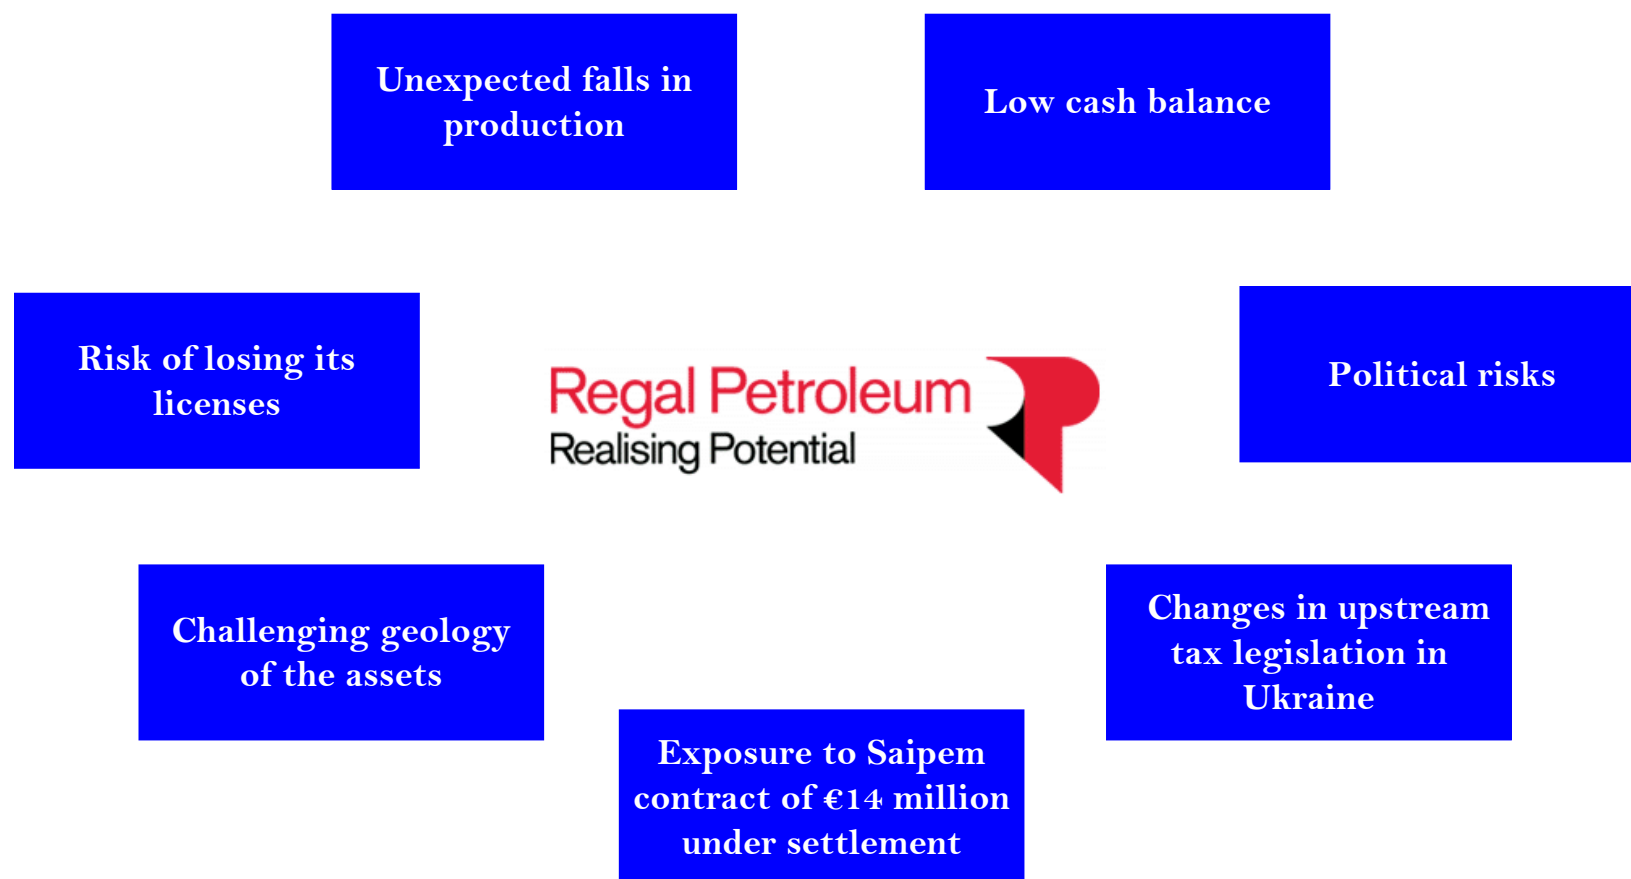 Unexpected falls in
production
Low cash balance
Risk of losing its
licenses
Political risks
Regal Petroleum
Realising Potential
Challenging geology
of the assets
Changes in upstream
tax legislation in
Ukraine
Exposure to Saipem
contract of €14 million
under settlement